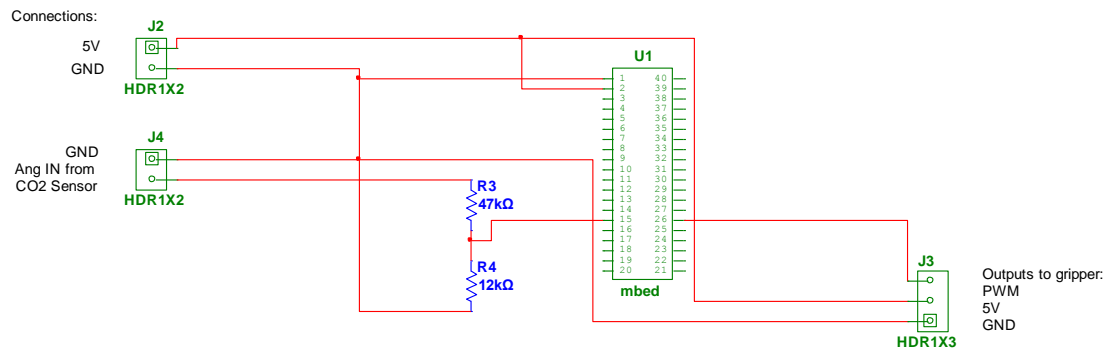 Connections:
J2
5V
GND
HDR1X2
J4
GND
Ang IN from
CO2 Sensor
HDR1X2
R3
47kΩ
R4
12kΩ
U1
1 40
2 39
3 38
4 37
5 36
6 35
7 34
8 33
9 32
10 31
11 30
12 29
13 28
14 27
15 26
16 25
17 24
18 23
19 22
20 21
mbed
J3
HDR1X3
Outputs to gripper:
PWM
5V
GND